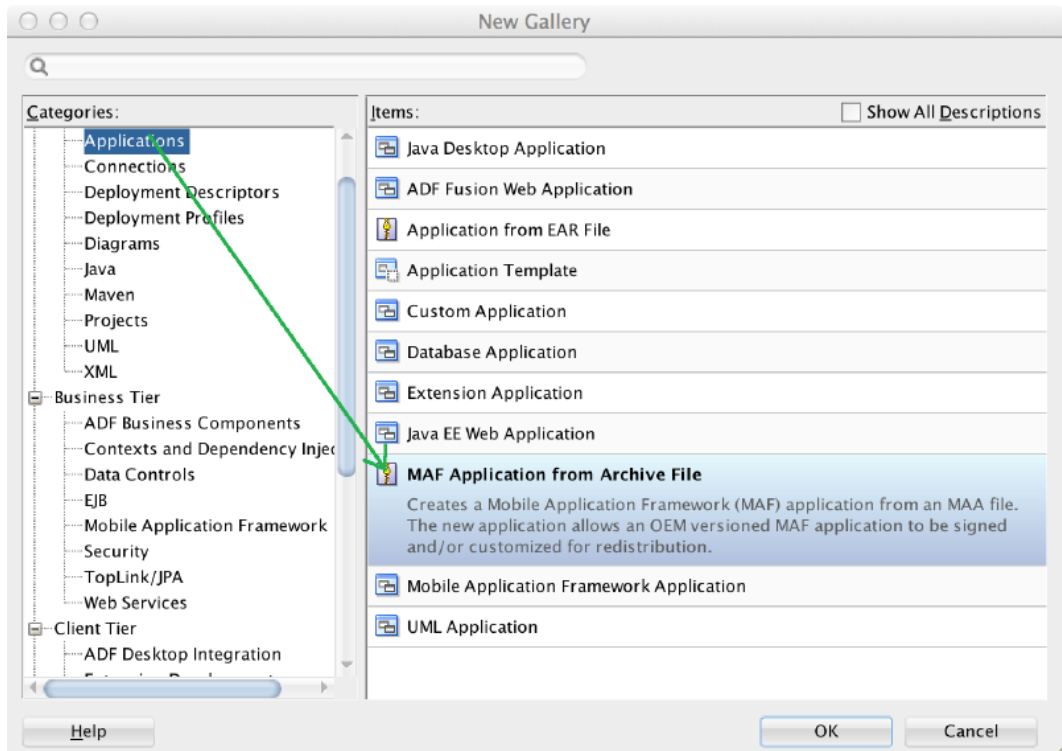 New Gallery
Categories:
Applications
Connections
Deployment Descriptors
Deployment Profiles
Diagrams
Java
Maven
Projects
UML
XML
Business Tier
ADF Business Components
Contexts and Dependency Injec
Data Controls
EJB
Mobile Application Framework
Security
TopLink/JPA
Web Services
Client Tier
ADF Desktop Integration
Items:
Show All Descriptions
Java Desktop Application
ADF Fusion Web Application
Application from EAR File
Application Template
Custom Application
Database Application
Extension Application
Java EE Web Application
MAF Application from Archive File
Creates a Mobile Application Framework (MAF) application from an MAA file.
The new application allows an OEM versioned MAF application to be signed
and/or customized for redistribution.
Mobile Application Framework Application
UML Application
Help
OK
Cancel